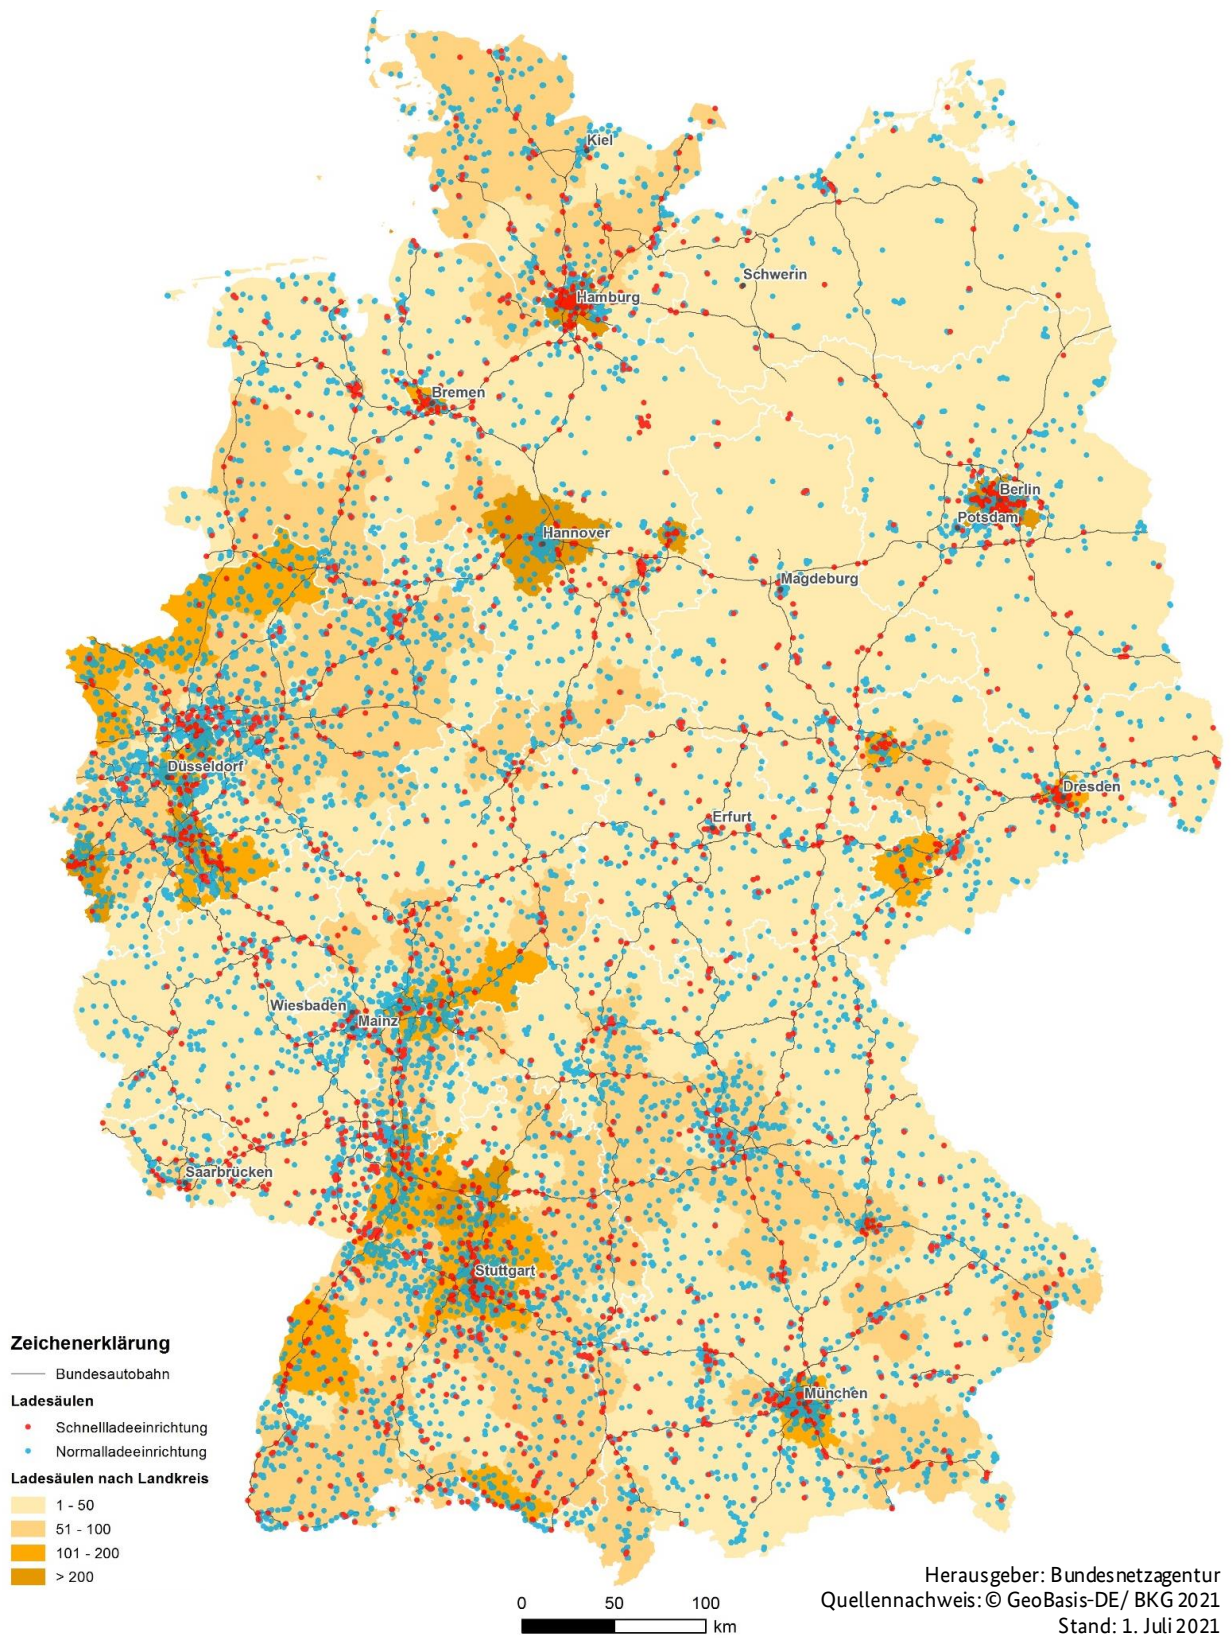 Kiel
Schwerin
Hamburg
Bremen
Berlin
Potsdam
Hannover
Magdeburg
Düsseldorf
Dresden
Erfurt
Wiesbaden
Mainz
Saarbrücken
Stuttgart
München
Zeichenerklärung
Bundesautobahn
Ladesäulen
Schnellladeeinrichtung
Normalladeeinrichtung
Ladesäulen nach Landkreis
1 - 50
51 - 100
101 - 200
> 200
0 50 100
km
Herausgeber: Bundesnetzagentur
Quellennachweis: © GeoBasis-DE/ BKG 2021
Stand: 1. Juli 2021